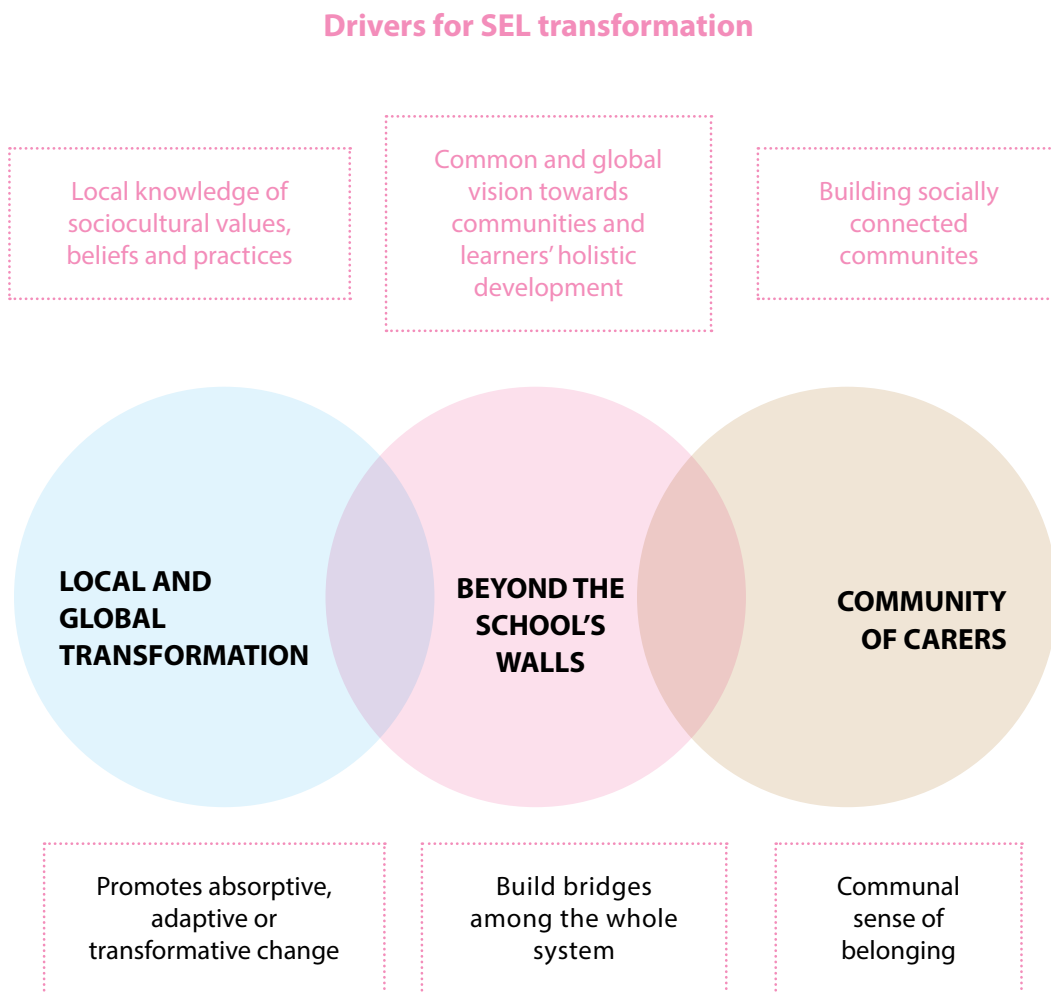 Drivers for SEL transformation
Local knowledge of
sociocultural values,
beliefs and practices
Common and global
vision towards
communities and
learners’ holistic
development
Building socially
connected
communites
LOCAL AND
GLOBAL
TRANSFORMATION
BEYOND THE
SCHOOL’S
WALLS
COMMUNITY
OF CARERS
Promotes absorptive,
adaptive or
transformative change
Build bridges
among the whole
system
Communal
sense of
belonging